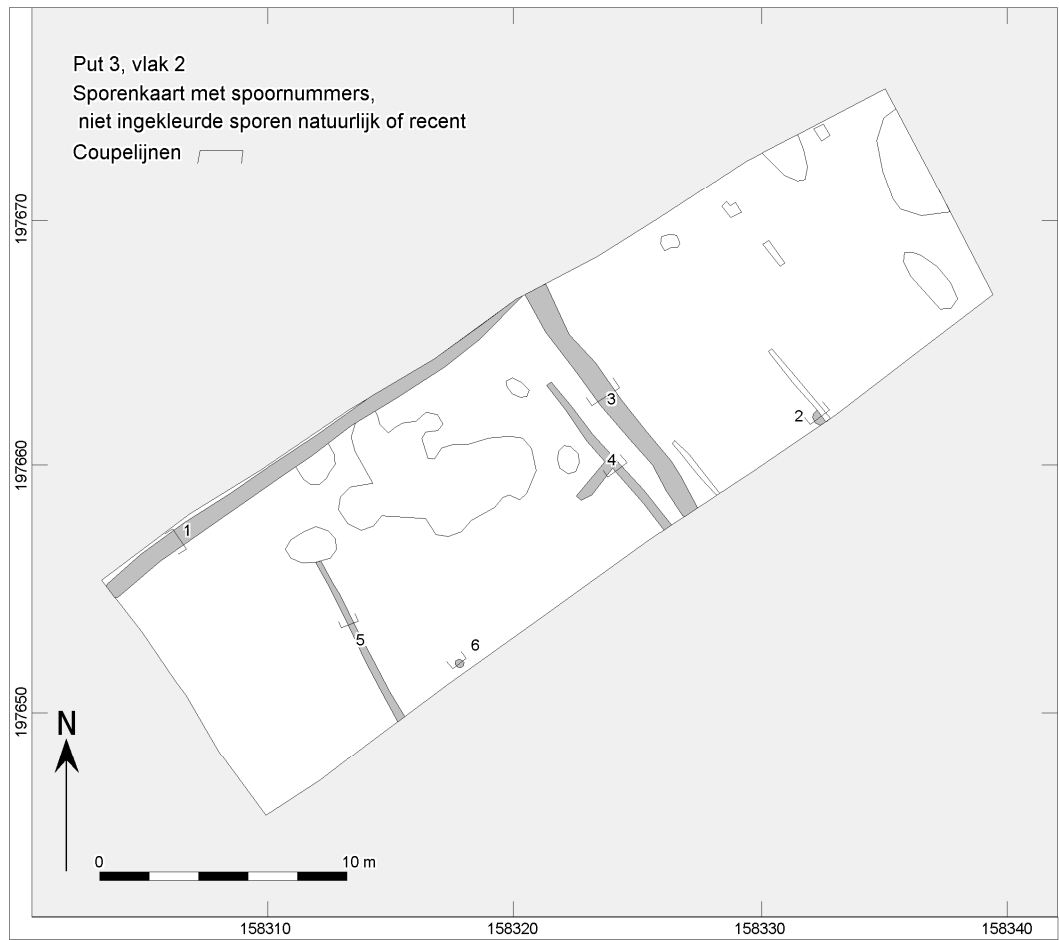 Put 3, vlak 2
Sporenkaart met spoornummers,
niet ingekleurde sporen natuurlijk of recent
Coupelijnen
197670
197660
197650
1
2
3
4
5
6
N
0 10 m
158310 158320 158330 158340